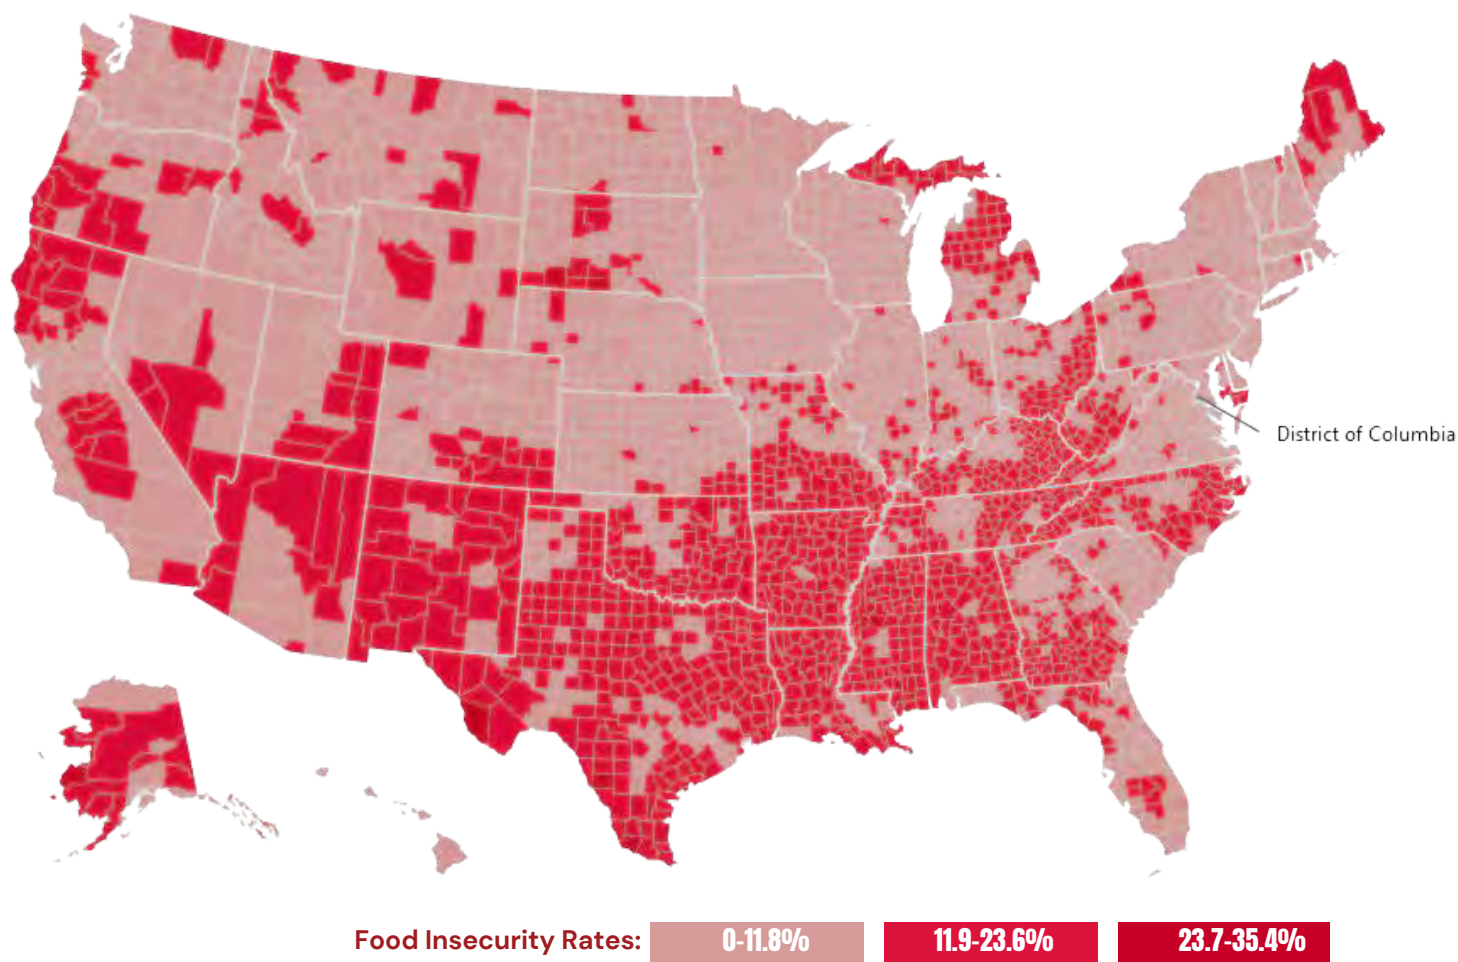 District of Columbia
Food Insecurity Rates: 0-11.8% 11.9-23.6% 23.7-35.4%